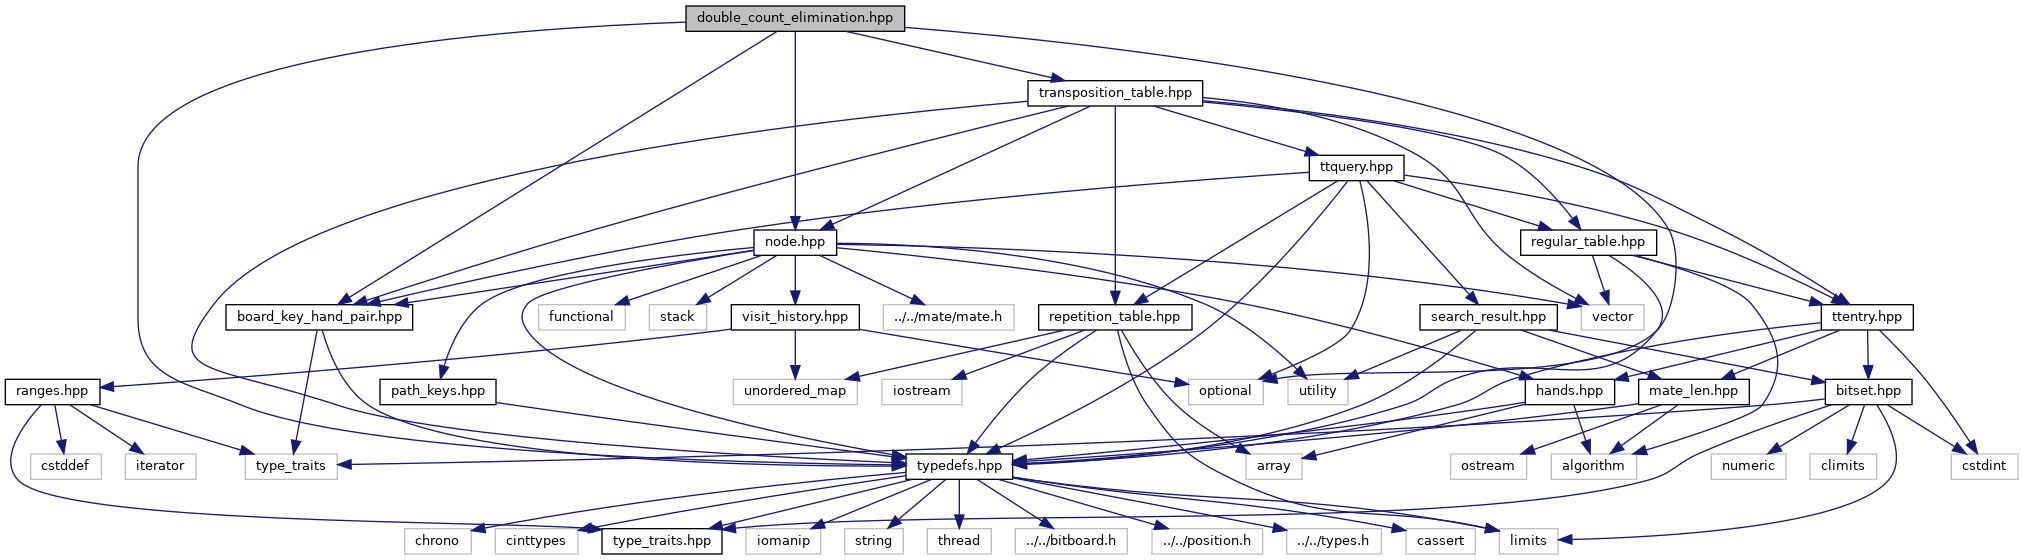 double_count_elimination.hpp
transposition_table.hpp
ttquery.hpp
node.hpp
regular_table.hpp
board_key_hand_pair.hpp
functional
stack
visit_history.hpp
../../mate/mate.h
repetition_table.hpp
search_result.hpp
vector
ttentry.hpp
ranges.hpp
path_keys.hpp
unordered_map
iostream
optional
utility
hands.hpp
mate_len.hpp
bitset.hpp
cstddef
iterator
type_traits
typedefs.hpp
array
ostream
algorithm
numeric
climits
cstdint
chrono
cinttypes
type_traits.hpp
iomanip
string
thread
../../bitboard.h
../../position.h
../../types.h
cassert
limits